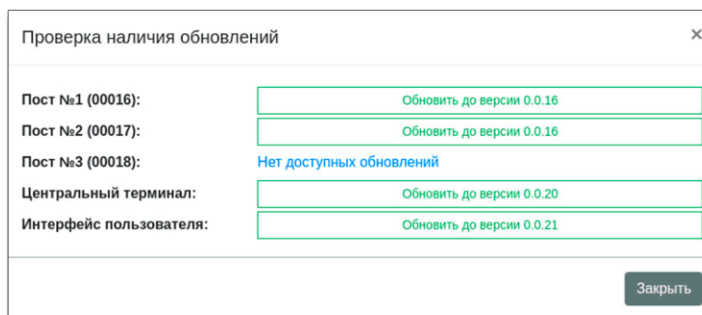 Проверка наличия обновлений ×
Пост №1 (00016): Обновить до версии 0.0.16
Пост №2 (00017): Обновить до версии 0.0.16
Пост №3 (00018): Нет доступных обновлений
Центральный терминал: Обновить до версии 0.0.20
Интерфейс пользователя: Обновить до версии 0.0.21
Закрыть